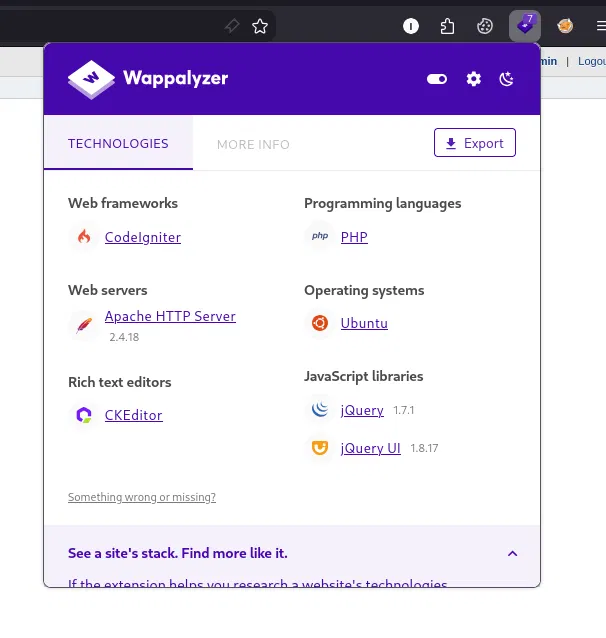 7
min | Logou
Wappalyzer
TECHNOLOGIES
MORE INFO
Export
Web frameworks
CodeIgniter
Programming languages
php PHP
Web servers
Apache HTTP Server
2.4.18
Operating systems
Ubuntu
Rich text editors
CKEditor
JavaScript libraries
jQuery 1.7.1
jQuery UI 1.8.17
Something wrong or missing?
See a site's stack. Find more like it.
If the extension helps you research a website's technologies